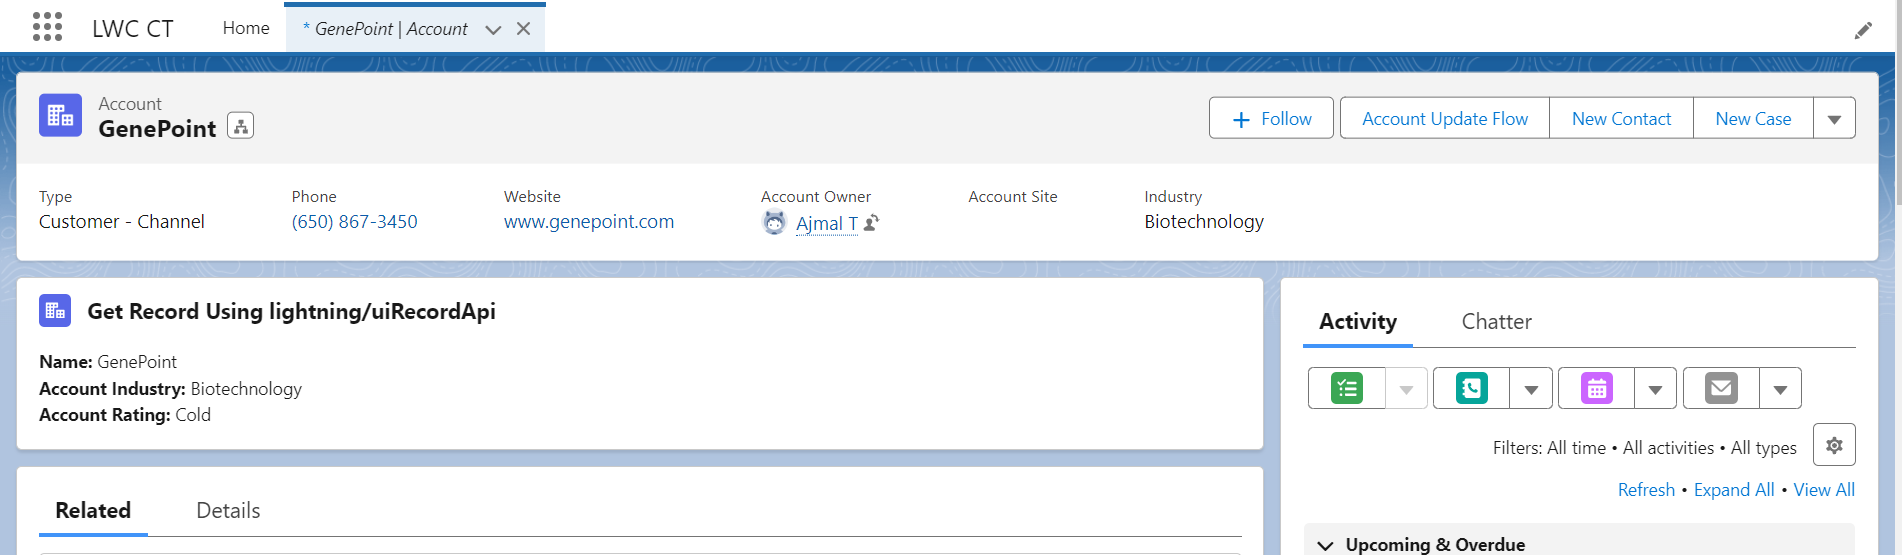 LWC CT
Home
* GenePoint | Account
Account
GenePoint
Follow
Account Update Flow
New Contact
New Case
Type
Customer - Channel
Phone
(650) 867-3450
Website
www.genepoint.com
Account Owner
Ajmal T
Account Site
Industry
Biotechnology
Get Record Using lightning/uiRecordApi
Name: GenePoint
Account Industry: Biotechnology
Account Rating: Cold
Related
Details
Activity
Chatter
Filters: All time • All activities • All types
Refresh • Expand All • View All
Upcoming & Overdue